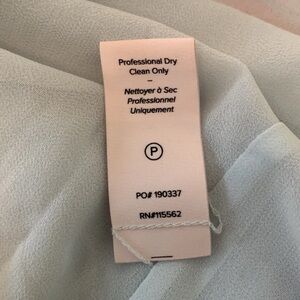 Professional Dry
Clean Only
–
Nettoyer à Sec
Professionnel
Uniquement
P
PO# 190337
RN#115562